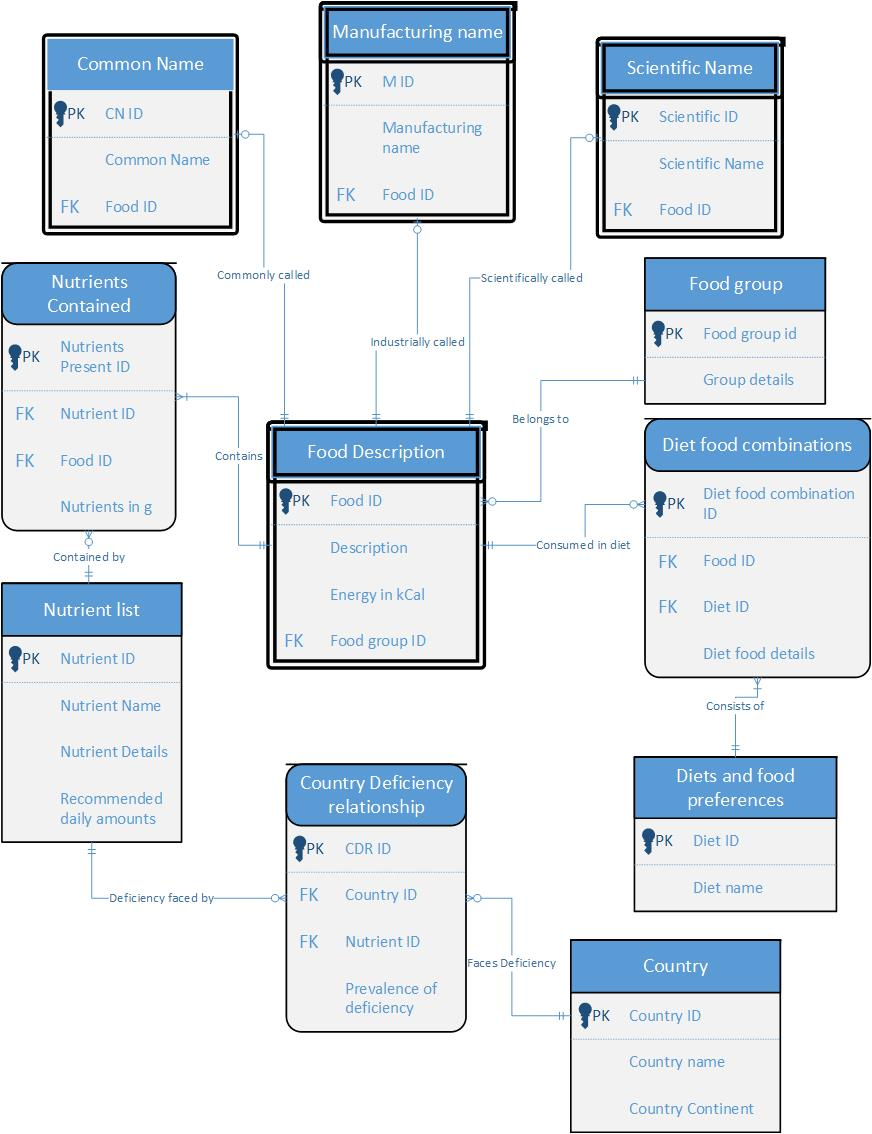 Common Name
PK CN ID
Common Name
FK Food ID
Manufacturing name
PK M ID
Manufacturing
name
FK Food ID
Scientific Name
PK Scientific ID
Scientific Name
FK Food ID
Commonly called
Industrially called
Scientifically called
Nutrients
Contained
PK Nutrients
Present ID
FK Nutrient ID
FK Food ID
Nutrients in g
Contains
Contained by
Food group
PK Food group id
Group details
Belongs to
Food Description
PK Food ID
Description
Energy in kCal
FK Food group ID
Consumed in diet
Diet food combinations
PK Diet food combination
ID
FK Food ID
FK Diet ID
Diet food details
Consists of
Nutrient list
PK Nutrient ID
Nutrient Name
Nutrient Details
Recommended
daily amounts
Deficiency faced by
Country Deficiency
relationship
PK CDR ID
FK Country ID
FK Nutrient ID
Prevalence of
deficiency
Faces Deficiency
Diets and food
preferences
PK Diet ID
Diet name
Country
PK Country ID
Country name
Country Continent